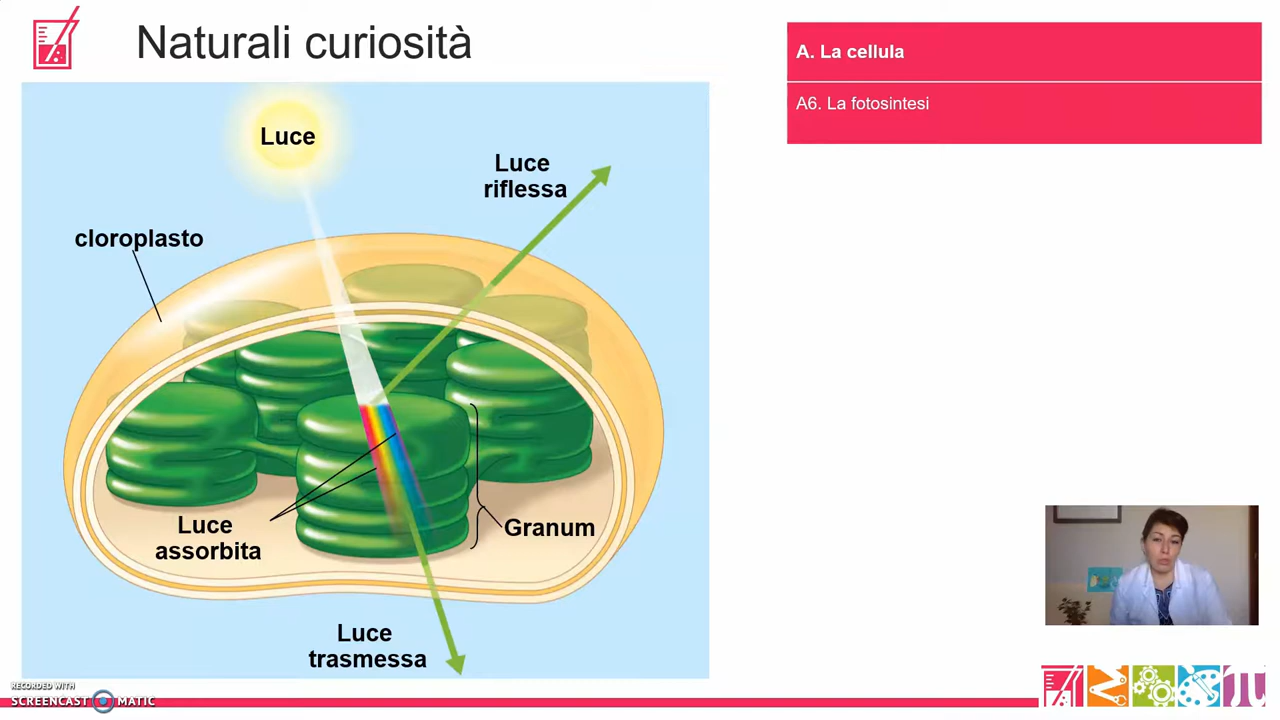 Naturali curiosità
A. La cellula
A6. La fotosintesi
Luce
Luce
riflessa
cloroplasto
Luce
assorbita
Granum
Luce
trasmessa
RECORDED WITH
SCREENCAST MATIC